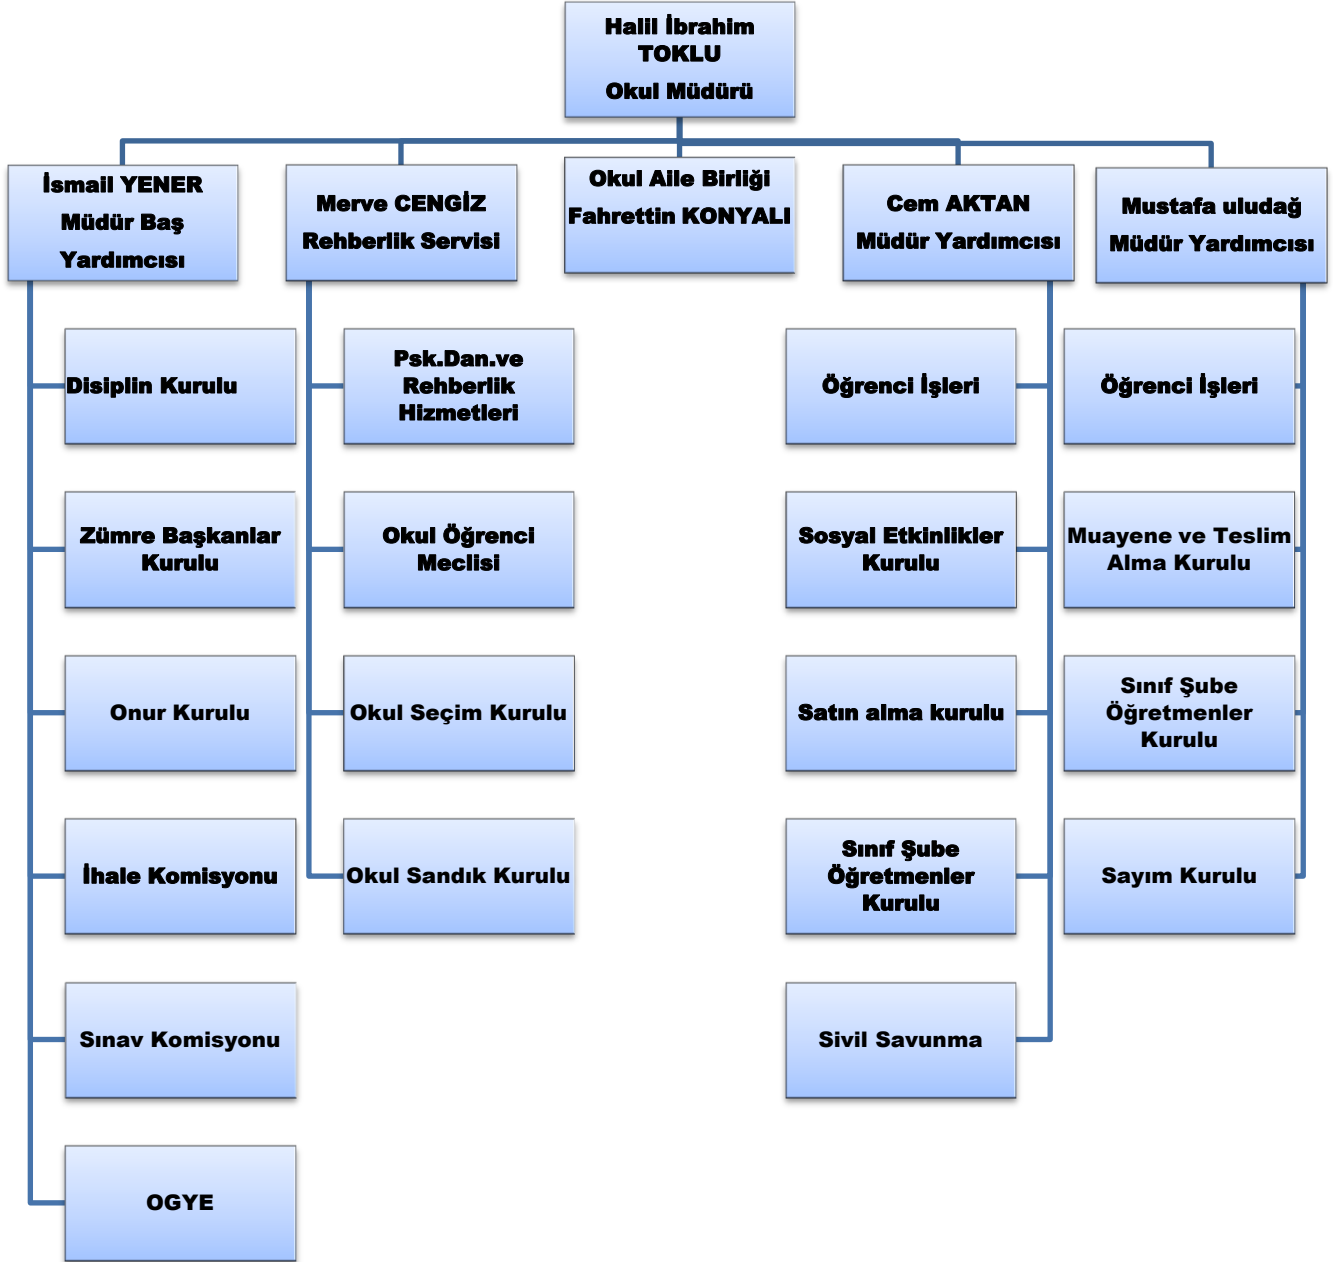 Halil İbrahim
TOKLU
Okul Müdürü
İsmail YENER
Müdür Baş
Yardımcısı
Merve CENGİZ
Rehberlik Servisi
Okul Aile Birliği
Fahrettin KONYALI
Cem AKTAN
Müdür Yardımcısı
Mustafa uludağ
Müdür Yardımcısı
Disiplin Kurulu
Zümre Başkanlar
Kurulu
Onur Kurulu
İhale Komisyonu
Sınav Komisyonu
OGYE
Psk.Dan.ve
Rehberlik
Hizmetleri
Okul Öğrenci
Meclisi
Okul Seçim Kurulu
Okul Sandık Kurulu
Öğrenci İşleri
Sosyal Etkinlikler
Kurulu
Satın alma kurulu
Sınıf Şube
Öğretmenler
Kurulu
Sivil Savunma
Öğrenci İşleri
Muayene ve Teslim
Alma Kurulu
Sınıf Şube
Öğretmenler
Kurulu
Sayım Kurulu